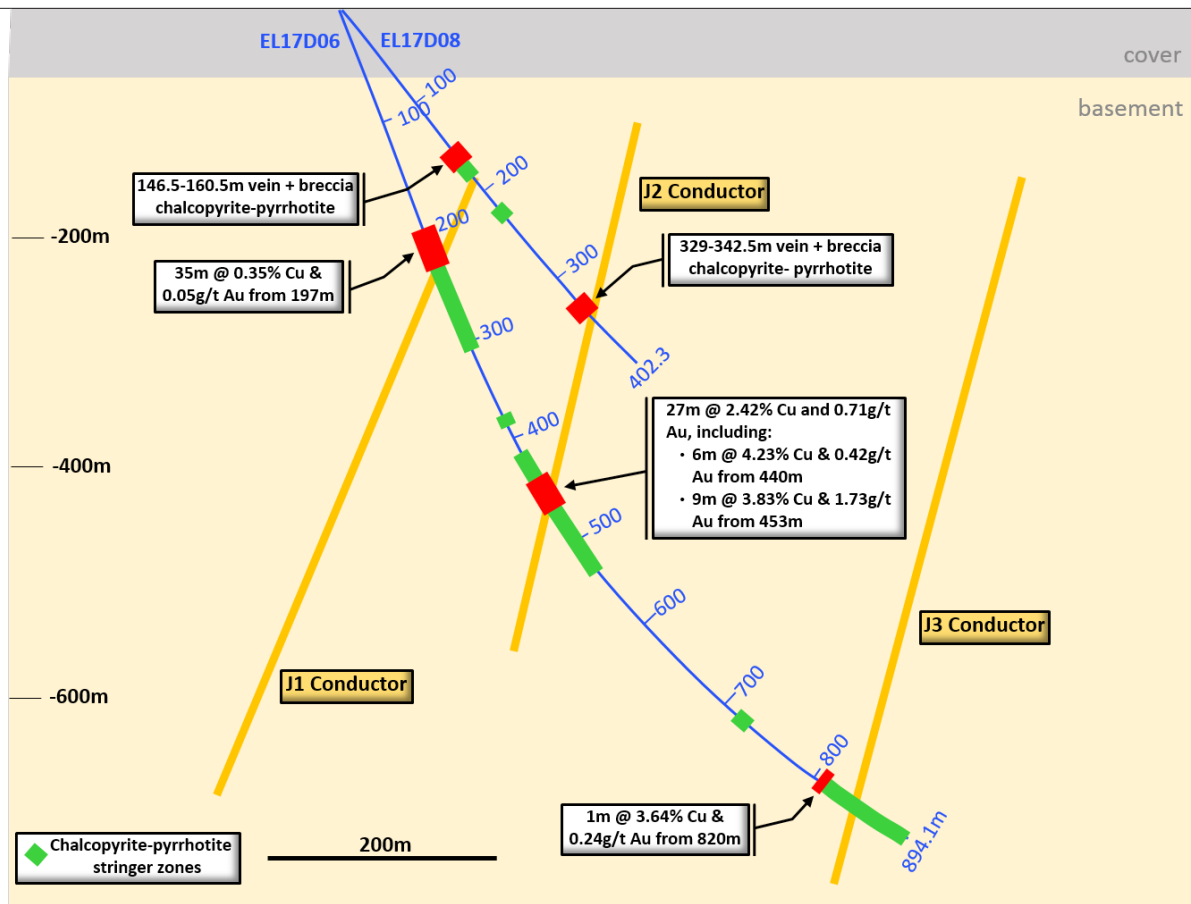 EL17D06
EL17D08
cover
basement
100
100
146.5-160.5m vein + breccia
chalcopyrite-pyrrhotite
200
J2 Conductor
200
-200m
35m @ 0.35% Cu &
0.05g/t Au from 197m
300
329-342.5m vein + breccia
chalcopyrite- pyrrhotite
300
402.3
400
27m @ 2.42% Cu and 0.71g/t
Au, including:
· 6m @ 4.23% Cu & 0.42g/t
Au from 440m
· 9m @ 3.83% Cu & 1.73g/t
Au from 453m
-400m
500
600
J3 Conductor
J1 Conductor
-600m
700
800
1m @ 3.64% Cu &
0.24g/t Au from 820m
894.1m
Chalcopyrite-pyrrhotite
stringer zones
200m